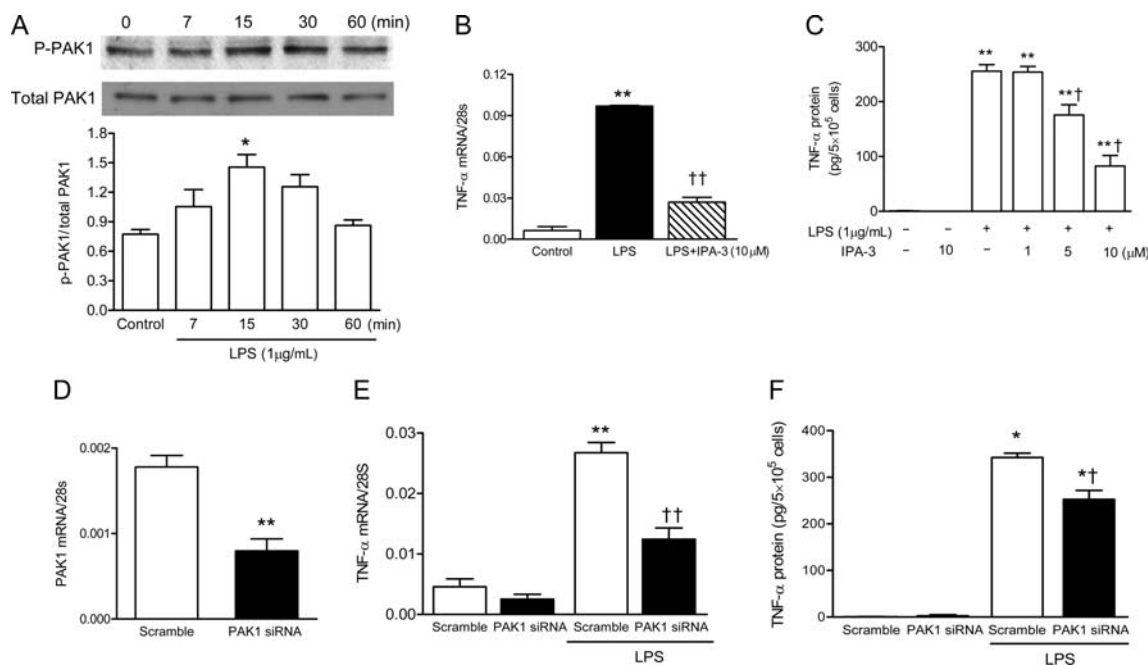 A
0 7 15 30 60 (min)
P-PAK1
Total PAK1
p-PAK1/total PAK1
1.8
1.5
1.2
0.9
0.6
0.3
0.0
*
Control 7 15 30 60 (min)
LPS (1μg/mL)
B
TNF-α mRNA/28s
0.12
0.09
0.06
0.03
0.00
**
††
Control LPS LPS+IPA-3 (10μM)
C
TNF-α protein
(pg/5×10⁵ cells)
300
200
100
0
** ** **† **†
LPS (1μg/mL) – – + + + +
IPA-3 – 10 – 1 5 10 (μM)
D
PAK1 mRNA/28s
0.002
0.001
0.000
**
Scramble PAK1 siRNA
E
TNF-α mRNA/28S
0.03
0.02
0.01
0.00
**
††
Scramble PAK1 siRNA Scramble PAK1 siRNA
LPS
F
TNF-α protein (pg/5×10⁵ cells)
400
300
200
100
0
*
*†
Scramble PAK1 siRNA Scramble PAK1 siRNA
LPS